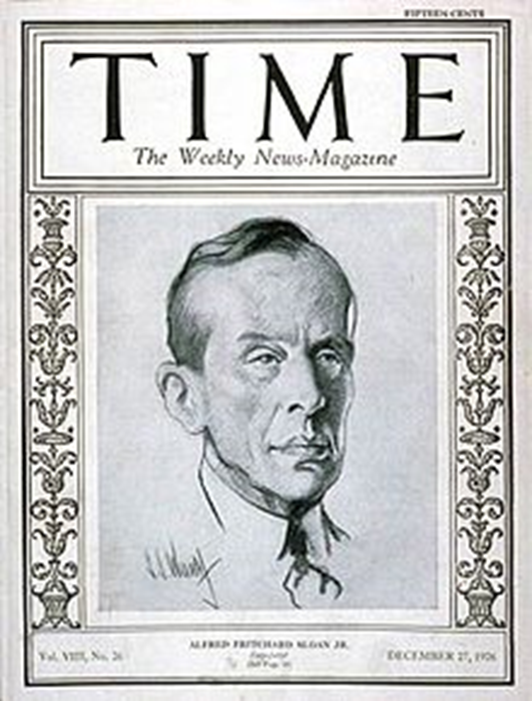 FIFTEEN CENTS
TIME
The Weekly News-Magazine
ALFRED PRITCHARD SLOAN JR.
Vol. VIII, No. 26
DECEMBER 27, 1926